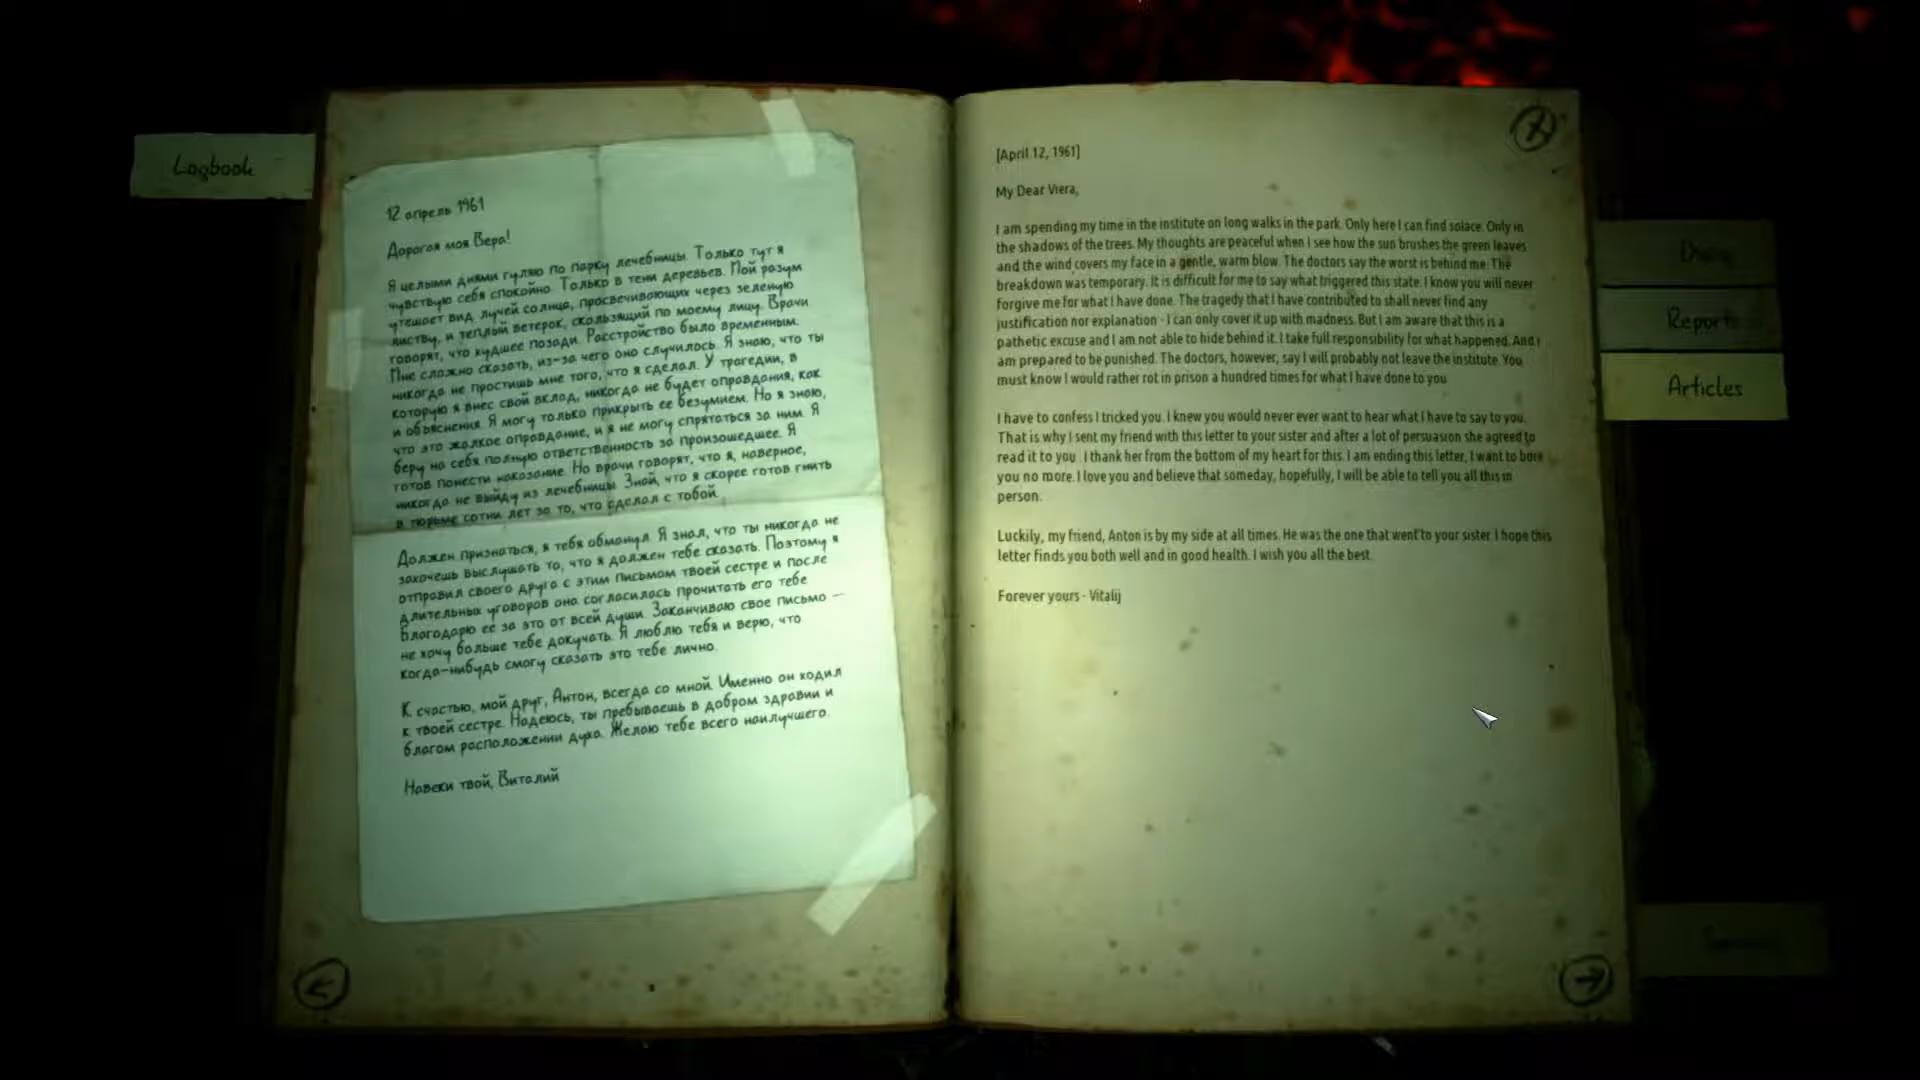 Logbook
12 апрель 1961
Дорогая моя Вера!
Я целыми днями гуляю по парку лечебницы. Только тут я
чувствую себя спокойно. Только в тени деревьев. Мой разум
утешает вид лучей солнца, просвечивающих через зеленую
листву, и теплый ветерок, скользящий по моему лицу. Врачи
говорят, что худшее позади. Расстройство было временным.
Мне сложно сказать, из-за чего оно случилось. Я знаю, что ты
никогда не простишь мне того, что я сделал. У трагедии, в
которую я внес свой вклад, никогда не будет оправдания, как
и объяснения. Я могу только прикрыть ее безумием. Но я знаю,
что это жалкое оправдание, и я не могу спрятаться за ним. Я
беру на себя полную ответственность за произошедшее. Я
готов понести наказание. Но врачи говорят, что я, наверное,
никогда не выйду из лечебницы. Знай, что я скорее готов гнить
в тюрьме сотни лет за то, что сделал с тобой.
Должен признаться, я тебя обманул. Я знал, что ты никогда не
захочешь выслушать то, что я должен тебе сказать. Поэтому я
отправил своего друга с этим письмом твоей сестре и после
длительных уговоров она согласилась прочитать его тебе
Благодарю ее за это от всей души. Заканчиваю свое письмо —
не хочу больше тебе докучать. Я люблю тебя и верю, что
когда-нибудь смогу сказать это тебе лично.
К счастью, мой друг, Антон, всегда со мной. Именно он ходил
к твоей сестре. Надеюсь, ты пребываешь в добром здравии и
благом расположении духа. Желаю тебе всего наилучшего.
Навеки твой, Виталий
[April 12, 1961]
My Dear Viera,
I am spending my time in the institute on long walks in the park. Only here I can find solace. Only in
the shadows of the trees. My thoughts are peaceful when I see how the sun brushes the green leaves
and the wind covers my face in a gentle, warm blow. The doctors say the worst is behind me. The
breakdown was temporary. It is difficult for me to say what triggered this state. I know you will never
forgive me for what I have done. The tragedy that I have contributed to shall never find any
justification nor explanation - I can only cover it up with madness. But I am aware that this is a
pathetic excuse and I am not able to hide behind it. I take full responsibility for what happened. And I
am prepared to be punished. The doctors, however, say I will probably not leave the institute. You
must know I would rather rot in prison a hundred times for what I have done to you.
I have to confess I tricked you. I knew you would never ever want to hear what I have to say to you.
That is why I sent my friend with this letter to your sister and after a lot of persuasion she agreed to
read it to you. I thank her from the bottom of my heart for this. I am ending this letter, I want to bore
you no more. I love you and believe that someday, hopefully, I will be able to tell you all this in
person.
Luckily, my friend, Anton is by my side at all times. He was the one that went to your sister. I hope this
letter finds you both well and in good health. I wish you all the best.
Forever yours - Vitalij
Diary
Reports
Articles